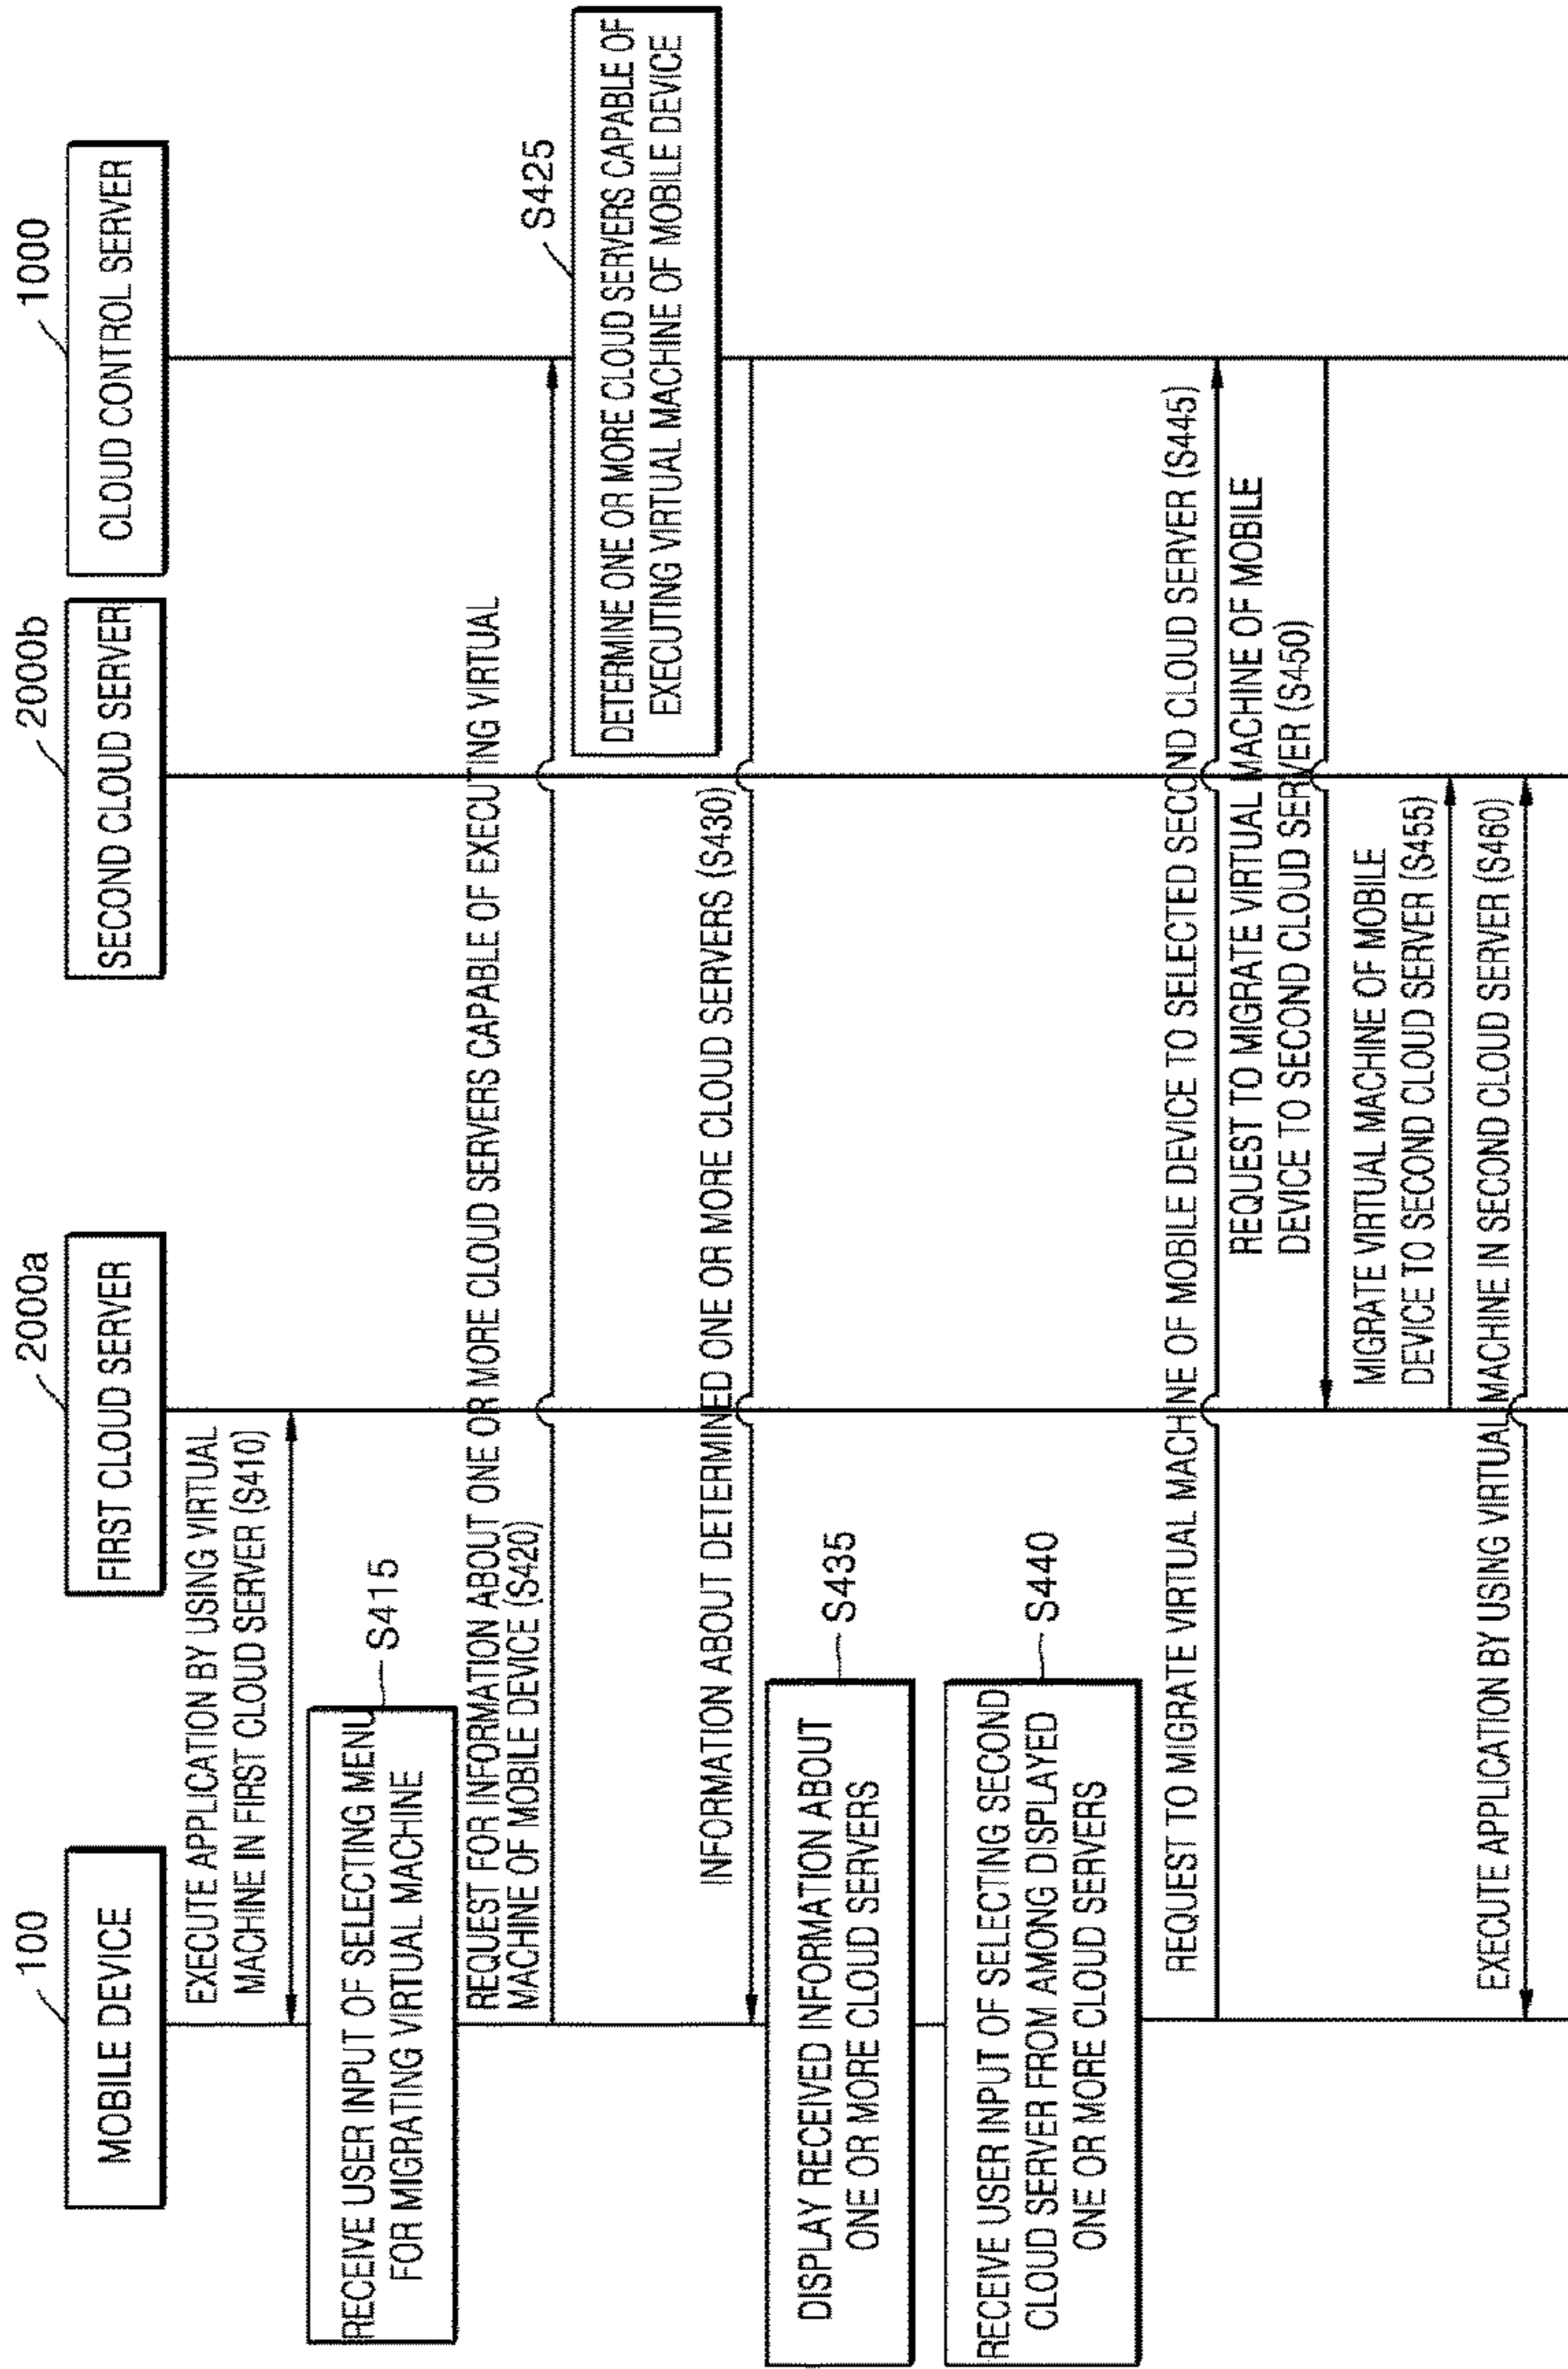 100
MOBILE DEVICE
2000a
FIRST CLOUD SERVER
2000b
SECOND CLOUD SERVER
1000
CLOUD CONTROL SERVER
EXECUTE APPLICATION BY USING VIRTUAL
MACHINE IN FIRST CLOUD SERVER (S410)
S415
RECEIVE USER INPUT OF SELECTING MENU
FOR MIGRATING VIRTUAL MACHINE
REQUEST FOR INFORMATION ABOUT ONE OR MORE CLOUD SERVERS CAPABLE OF EXECUTING VIRTUAL
MACHINE OF MOBILE DEVICE (S420)
S425
DETERMINE ONE OR MORE CLOUD SERVERS CAPABLE OF
EXECUTING VIRTUAL MACHINE OF MOBILE DEVICE
INFORMATION ABOUT DETERMINED ONE OR MORE CLOUD SERVERS (S430)
S435
DISPLAY RECEIVED INFORMATION ABOUT
ONE OR MORE CLOUD SERVERS
S440
RECEIVE USER INPUT OF SELECTING SECOND
CLOUD SERVER FROM AMONG DISPLAYED
ONE OR MORE CLOUD SERVERS
REQUEST TO MIGRATE VIRTUAL MACHINE OF MOBILE DEVICE TO SELECTED SECOND CLOUD SERVER (S445)
REQUEST TO MIGRATE VIRTUAL MACHINE OF MOBILE
DEVICE TO SECOND CLOUD SERVER (S450)
MIGRATE VIRTUAL MACHINE OF MOBILE
DEVICE TO SECOND CLOUD SERVER (S455)
EXECUTE APPLICATION BY USING VIRTUAL MACHINE IN SECOND CLOUD SERVER (S460)